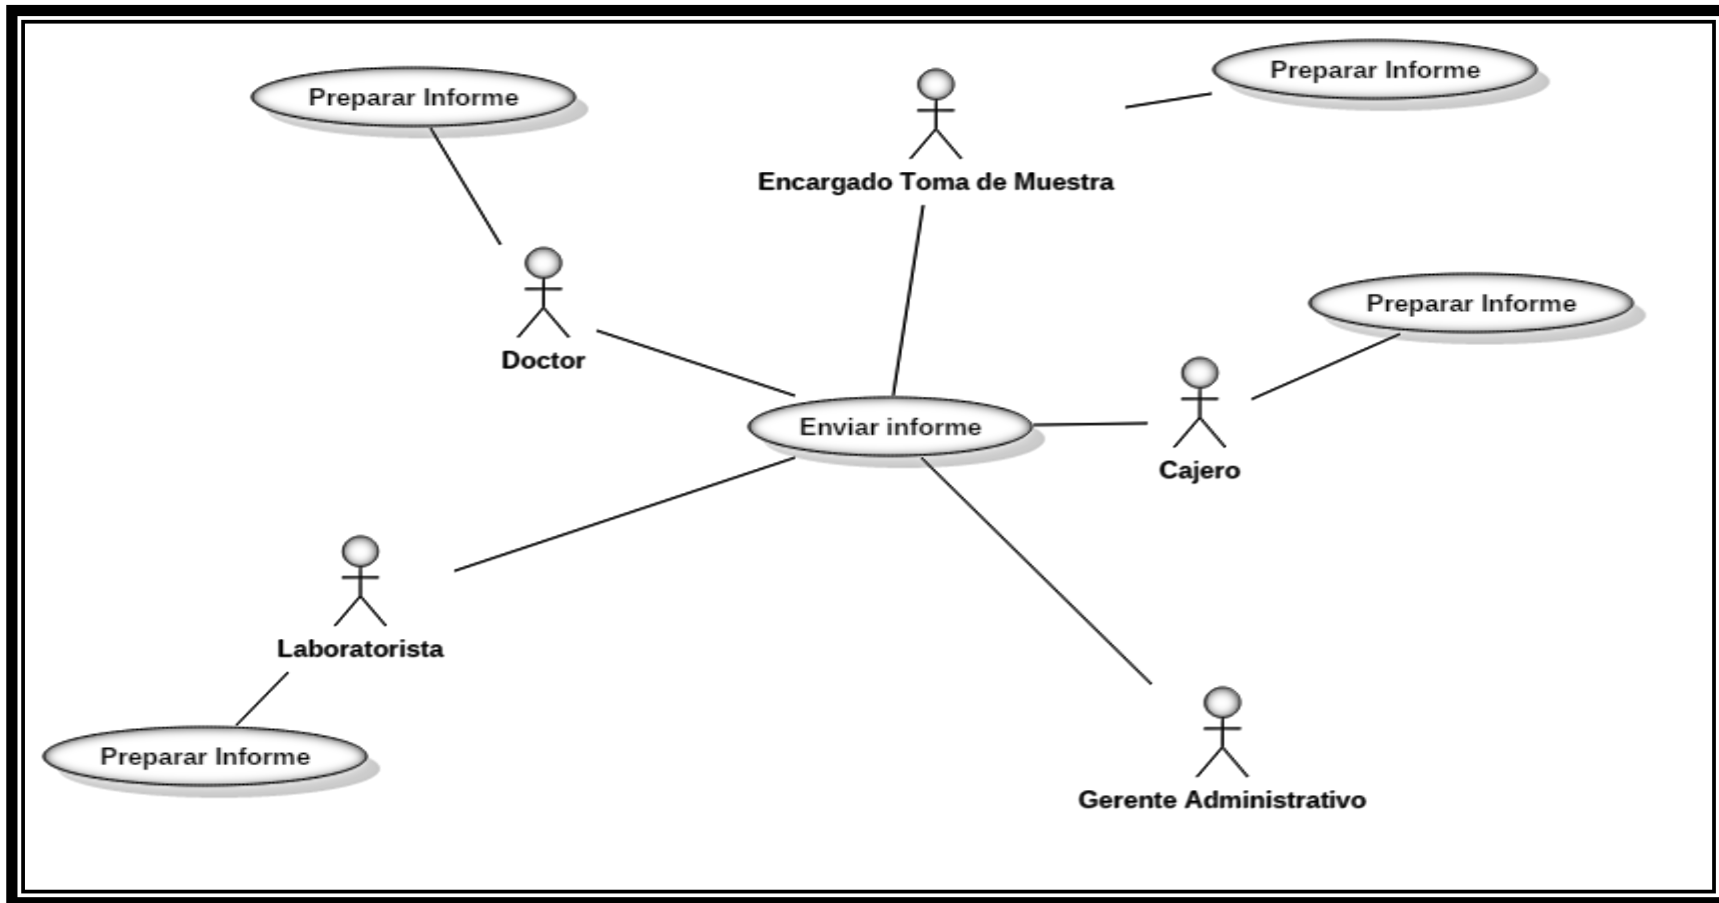 Preparar Informe
Preparar Informe
Encargado Toma de Muestra
Preparar Informe
Doctor
Enviar informe
Cajero
Laboratorista
Preparar Informe
Gerente Administrativo